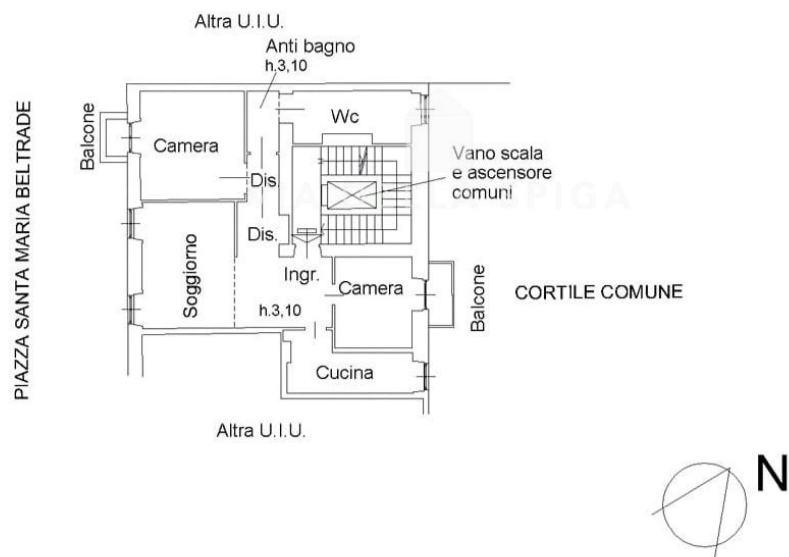 Altra U.I.U.
Anti bagno
h.3,10
Balcone
Camera
Wc
Vano scala
e ascensore
comuni
PIAZZA SANTA MARIA BELTRADE
Dis.
Dis.
Soggiorno
Ingr.
h.3,10
Camera
Balcone
CORTILE COMUNE
Cucina
Altra U.I.U.
N